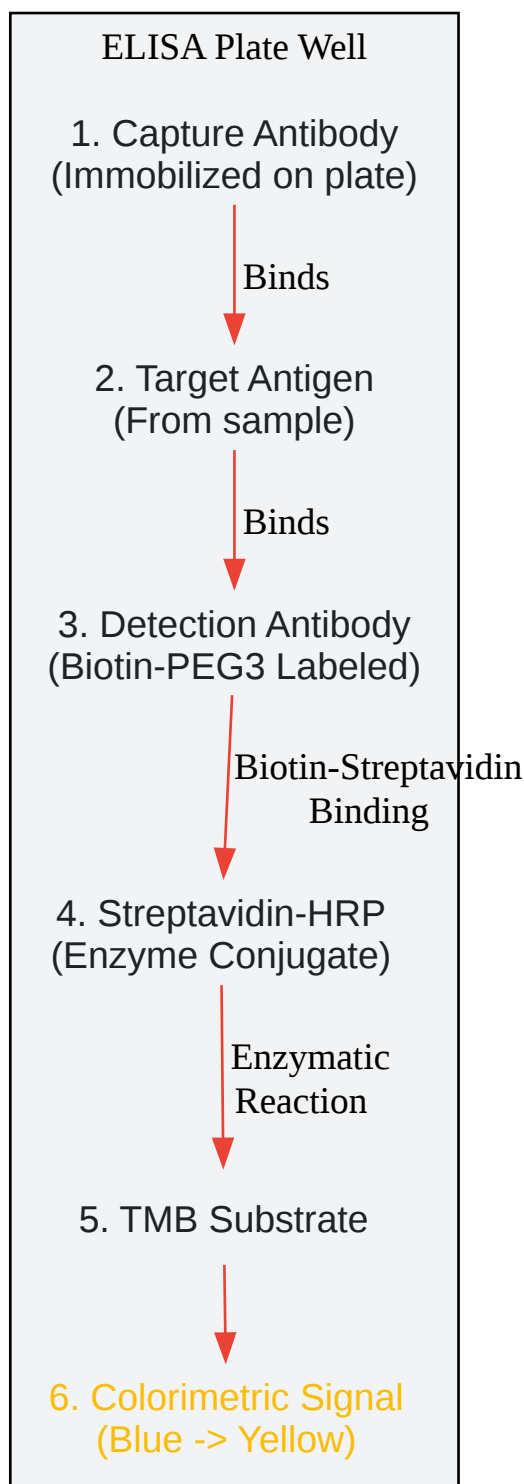 ELISA Plate Well
1. Capture Antibody
(Immobilized on plate)
Binds
2. Target Antigen
(From sample)
Binds
3. Detection Antibody
(Biotin-PEG3 Labeled)
Biotin-Streptavidin
Binding
4. Streptavidin-HRP
(Enzyme Conjugate)
Enzymatic
Reaction
5. TMB Substrate
6. Colorimetric Signal
(Blue -> Yellow)